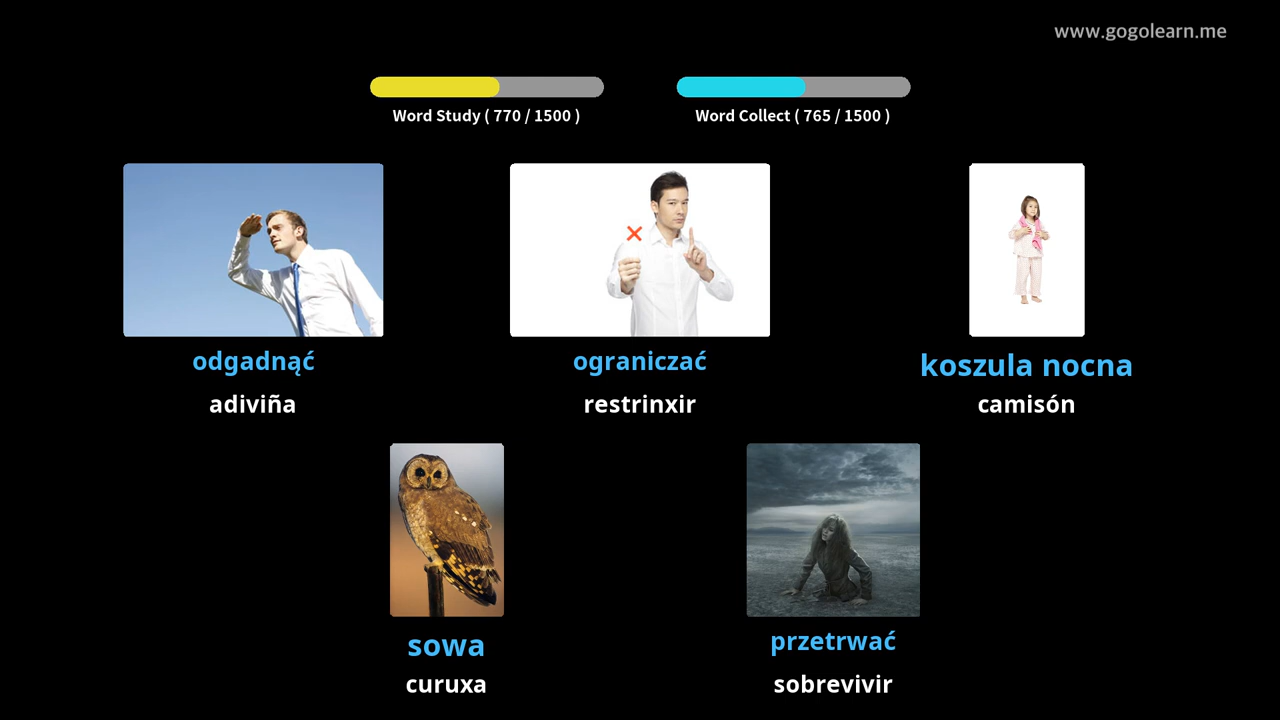 www.gogolearn.me
Word Study ( 770 / 1500 )
Word Collect ( 765 / 1500 )
odgadnąć
adiviña
ograniczać
restrinxir
koszula nocna
camisón
sowa
curuxa
przetrwać
sobrevivir